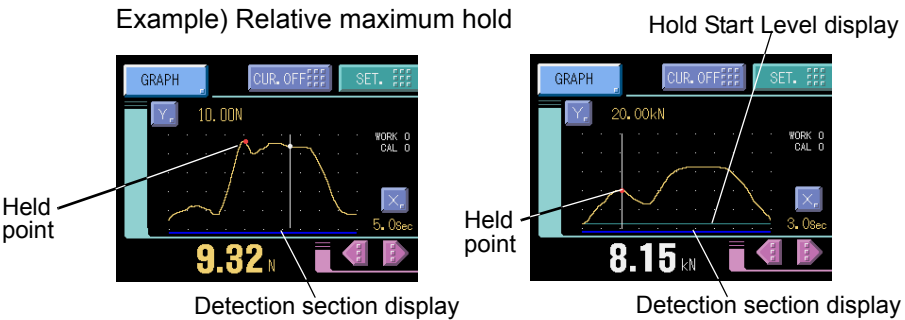 Example) Relative maximum hold
Hold Start Level display
GRAPH
CUR.OFF
SET.
Y
10.00N
WORK 0
CAL 0
X
5.0Sec
9.32 N
Held
point
Detection section display
GRAPH
CUR.OFF
SET.
Y
20.00kN
WORK 0
CAL 0
X
3.0Sec
8.15 kN
Held
point
Detection section display